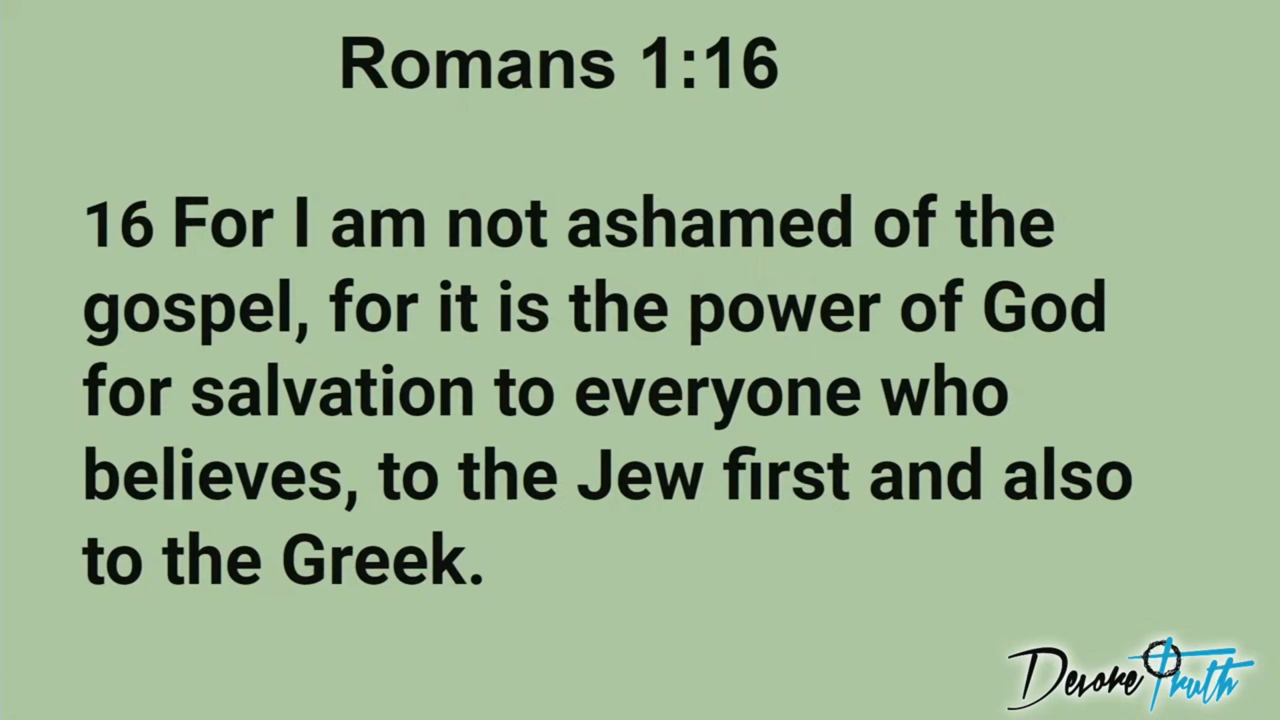 Romans 1:16
16 For I am not ashamed of the
gospel, for it is the power of God
for salvation to everyone who
believes, to the Jew first and also
to the Greek.
Devore Truth